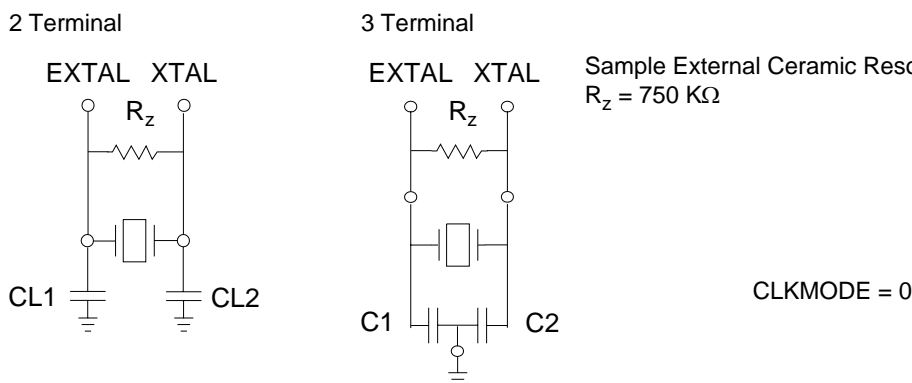 2 Terminal
3 Terminal
EXTAL XTAL
EXTAL XTAL
Sample External Ceramic
Rz = 750 KΩ
Rz
Rz
CL1
CL2
C1
C2
CLKMODE = 0